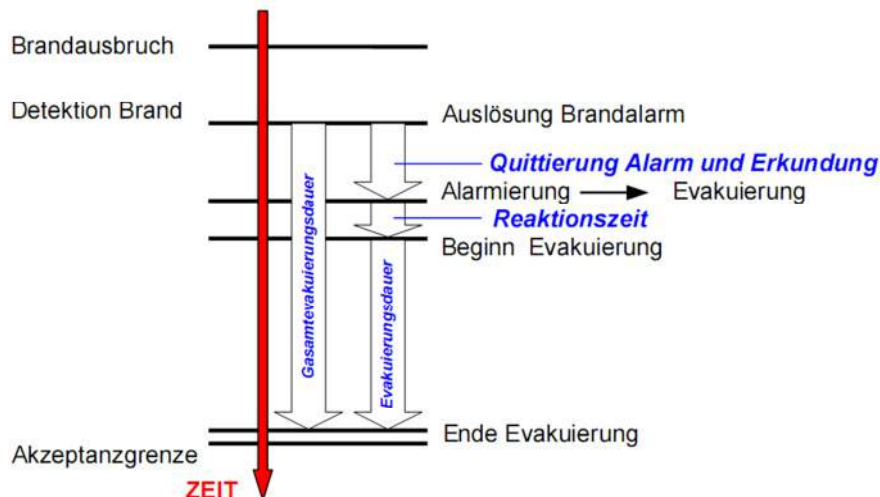 Brandausbruch
Detektion Brand
Auslösung Brandalarm
Quittierung Alarm und Erkundung
Alarmierung Evakuierung
Reaktionszeit
Beginn Evakuierung
Gasamtevakuierungsdauer
Evakuierungsdauer
Ende Evakuierung
Akzeptanzgrenze
ZEIT